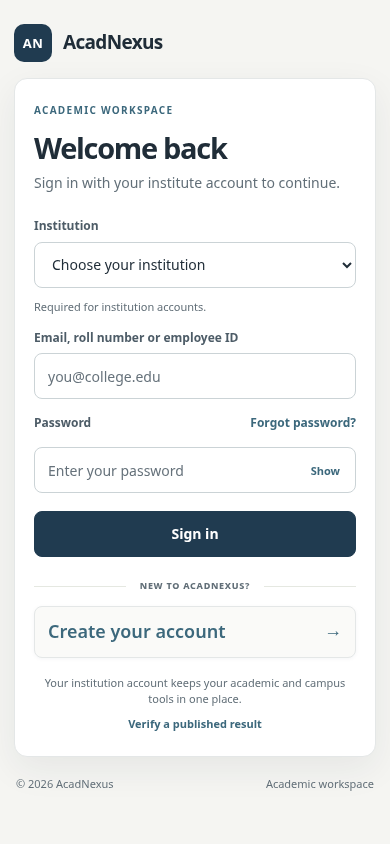 AN AcadNexus
ACADEMIC WORKSPACE
Welcome back
Sign in with your institute account to continue.
Institution
Choose your institution
Required for institution accounts.
Email, roll number or employee ID
you@college.edu
Password Forgot password?
Enter your password Show
Sign in
NEW TO ACADNEXUS?
Create your account →
Your institution account keeps your academic and campus
tools in one place.
Verify a published result
© 2026 AcadNexus Academic workspace